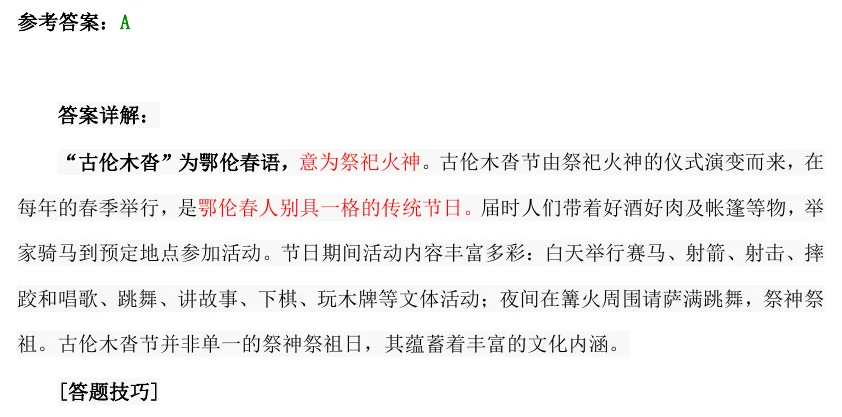 参考答案：A
答案详解：
“古伦木沓”为鄂伦春语，意为祭祀火神。古伦木沓节由祭祀火神的仪式演变而来，在
每年的春季举行，是鄂伦春人别具一格的传统节日。届时人们带着好酒好肉及帐篷等物，举
家骑马到预定地点参加活动。节日期间活动内容丰富多彩：白天举行赛马、射箭、射击、摔
跤和唱歌、跳舞、讲故事、下棋、玩木牌等文体活动；夜间在篝火周围请萨满跳舞，祭神祭
祖。古伦木沓节并非单一的祭神祭祖日，其蕴蓄着丰富的文化内涵。
[答题技巧]